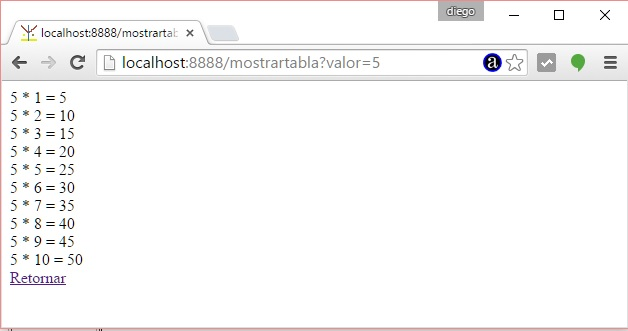 diego
localhost:8888/mostrartab
localhost:8888/mostrartabla?valor=5
a
5 * 1 = 5
5 * 2 = 10
5 * 3 = 15
5 * 4 = 20
5 * 5 = 25
5 * 6 = 30
5 * 7 = 35
5 * 8 = 40
5 * 9 = 45
5 * 10 = 50
Retornar